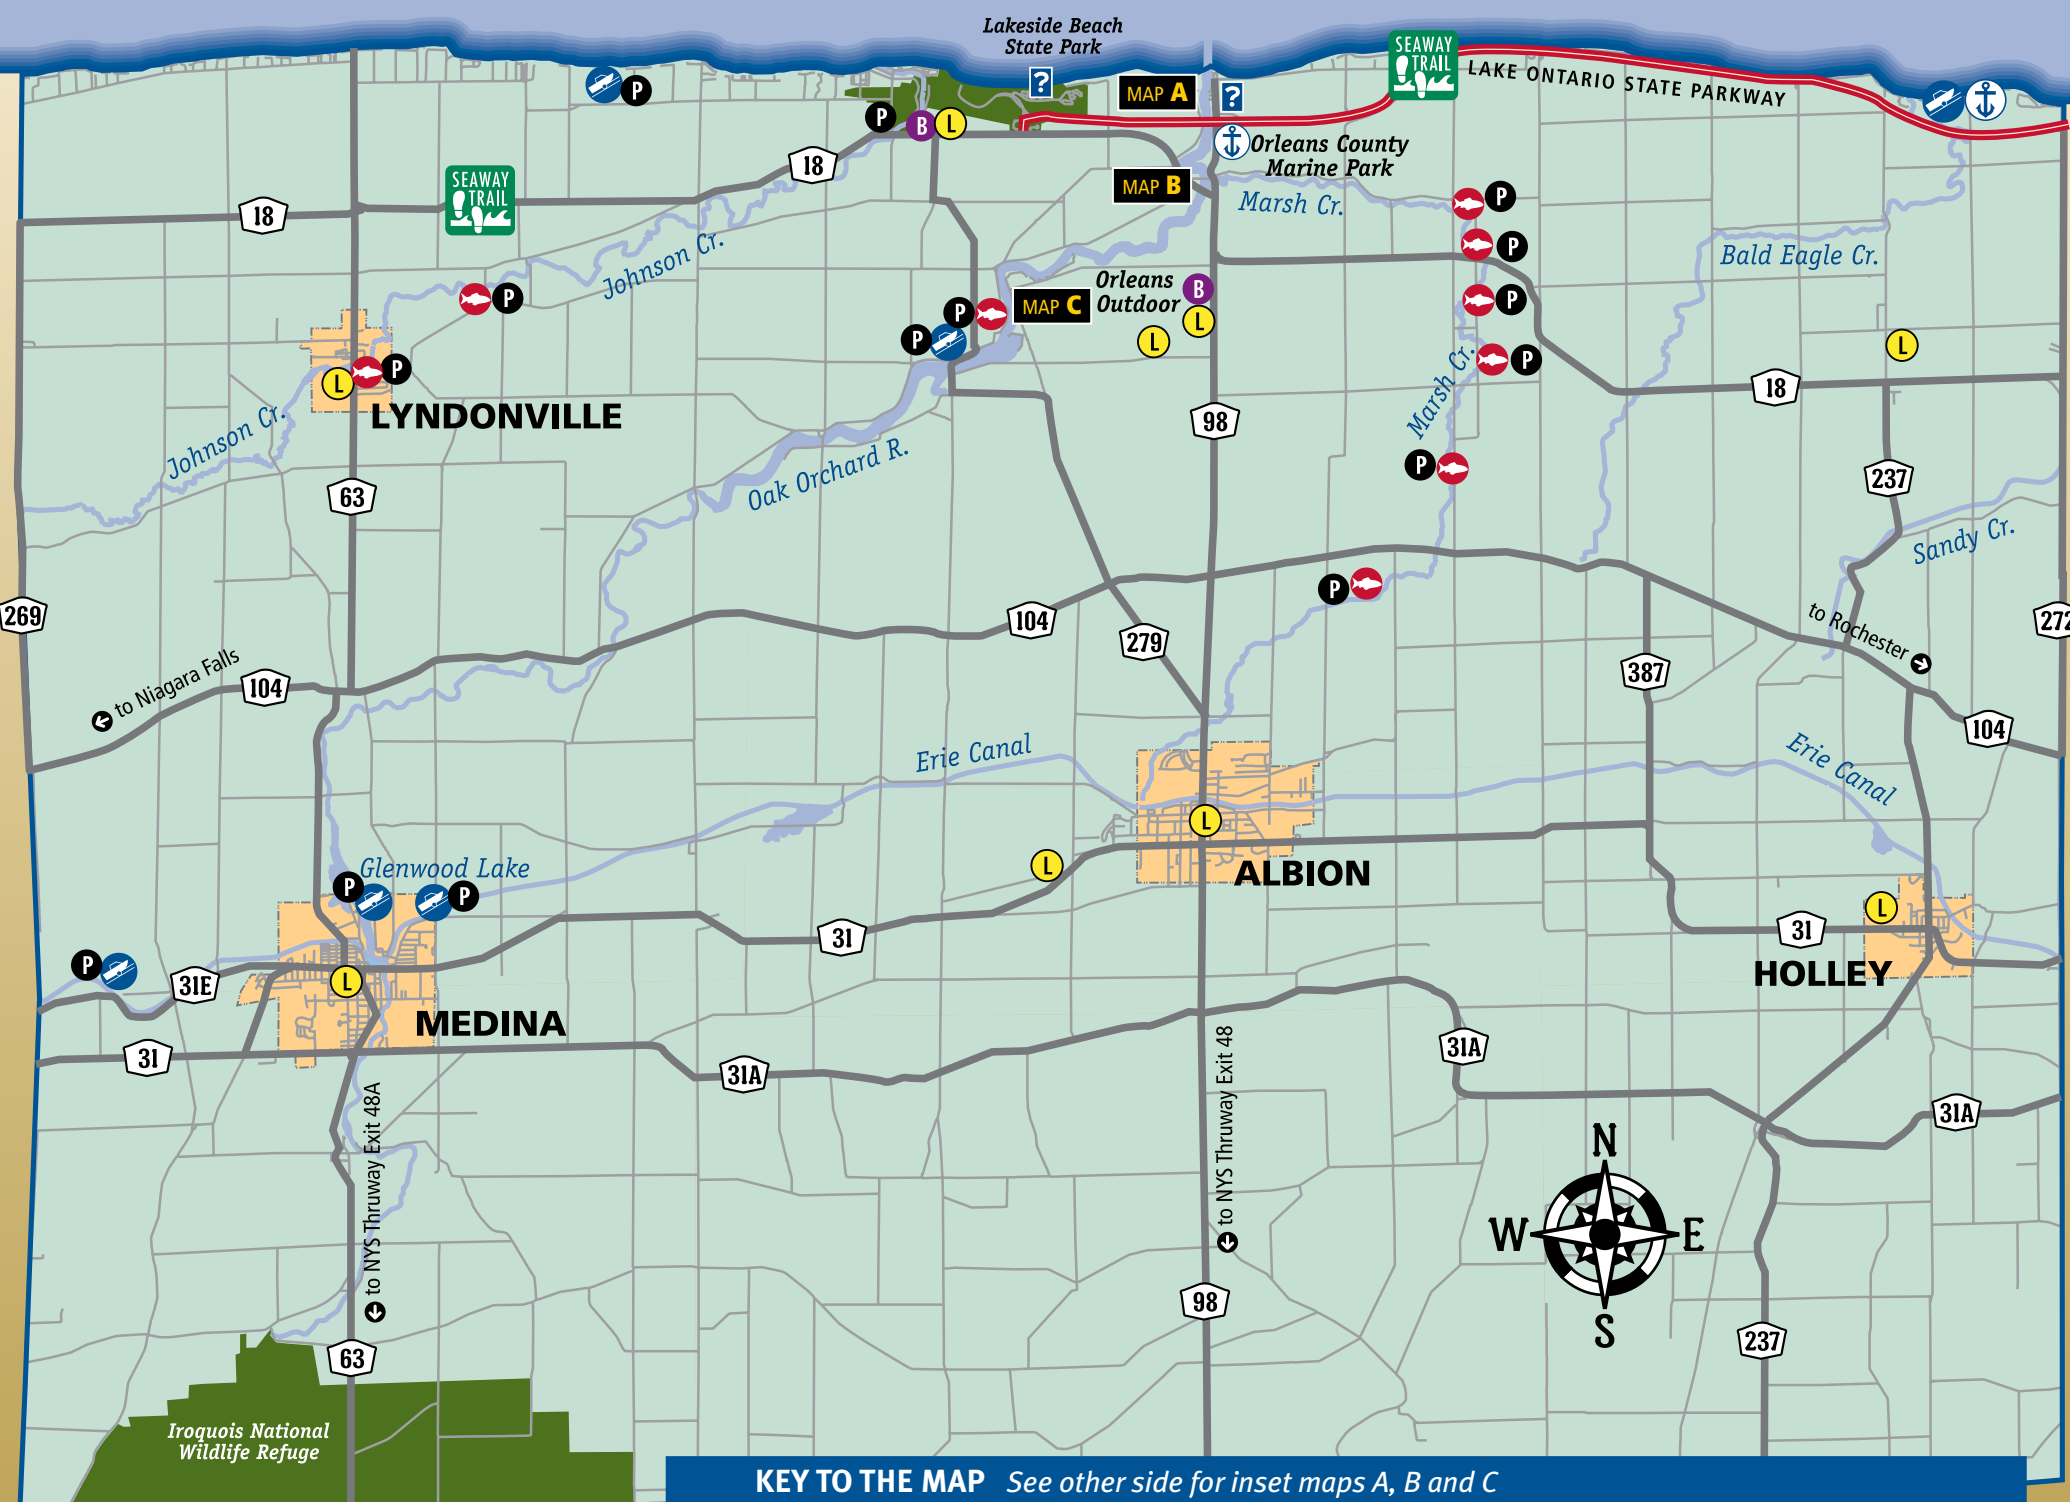 Lakeside Beach
State Park
SEAWAY
TRAIL
LAKE ONTARIO STATE PARKWAY
?
P
MAP A
?
P
B
L
Orleans County
Marine Park
18
SEAWAY
TRAIL
MAP B
Marsh Cr.
P
18
Johnson Cr.
P
Bald Eagle Cr.
P
P
MAP C
Orleans
Outdoor
B
L
P
P
L
L
P
L
P
LYNDONVILLE
Johnson Cr.
Marsh Cr.
18
98
Oak Orchard R.
P
63
237
Sandy Cr.
269
104
279
P
to Rochester
272
to Niagara Falls
104
387
104
Erie Canal
Erie Canal
L
Glenwood Lake
P
P
L
ALBION
L
31
31
HOLLEY
P
31E
L
MEDINA
31
31A
31A
31A
to NYS Thruway Exit 48A
to NYS Thruway Exit 48
N
W
E
S
98
63
237
Iroquois National
Wildlife Refuge
KEY TO THE MAP See other side for inset maps A, B and C